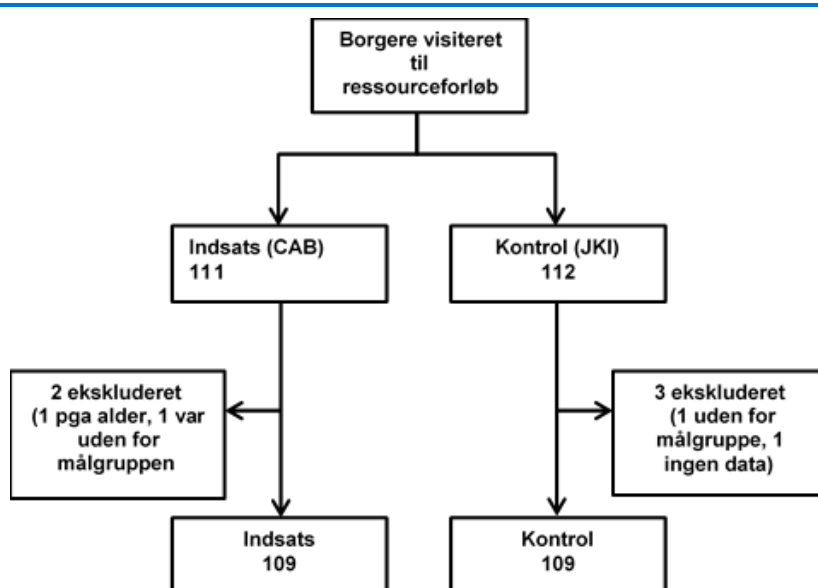 Borgere visiteret
til
ressourceforløb
Indsats (CAB)
111
Kontrol (JKI)
112
2 ekskluderet
(1 pga alder, 1 var
uden for
målgruppen
3 ekskluderet
(1 uden for
målgruppe, 1
ingen data)
Indsats
109
Kontrol
109